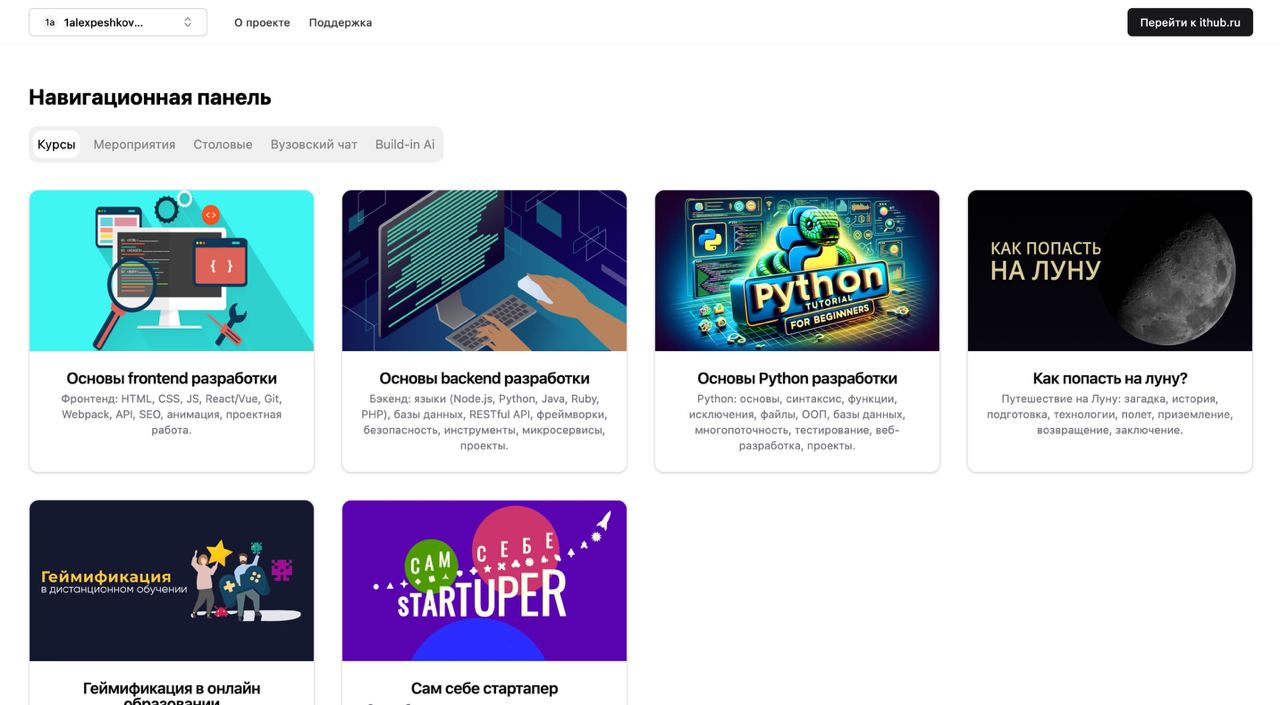 1a 1alexpeshkov... О проекте Поддержка Перейти к ithub.ru
Навигационная панель
Курсы Мероприятия Столовые Вузовский чат Build-in Ai
Python
TUTORIAL
FOR BEGINNERS
КАК ПОПАСТЬ
НА ЛУНУ
Основы frontend разработки
Фронтенд: HTML, CSS, JS, React/Vue, Git,
Webpack, API, SEO, анимация, проектная
работа.
Основы backend разработки
Бэкенд: языки (Node.js, Python, Java, Ruby,
PHP), базы данных, RESTful API, фреймворки,
безопасность, инструменты, микросервисы,
проекты.
Основы Python разработки
Python: основы, синтаксис, функции,
исключения, файлы, ООП, базы данных,
многопоточность, тестирование, веб-
разработка, проекты.
Как попасть на луну?
Путешествие на Луну: загадка, история,
подготовка, технологии, полет, приземление,
возвращение, заключение.
Геймификация
в дистанционном обучении
САМ СЕБЕ
STARTUPER
Геймификация в онлайн
образовании
Сам себе стартапер